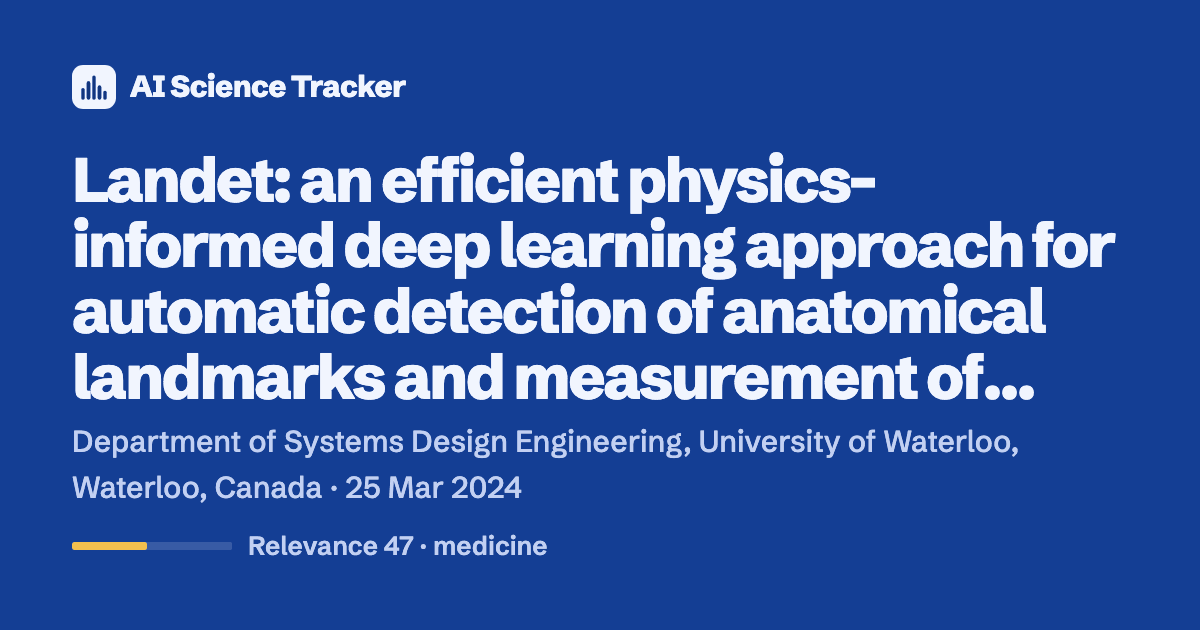 AI Science Tracker
Landet: an efficient physics-
informed deep learning approach for
automatic detection of anatomical
landmarks and measurement of...
Department of Systems Design Engineering, University of Waterloo,
Waterloo, Canada · 25 Mar 2024
Relevance 47 · medicine